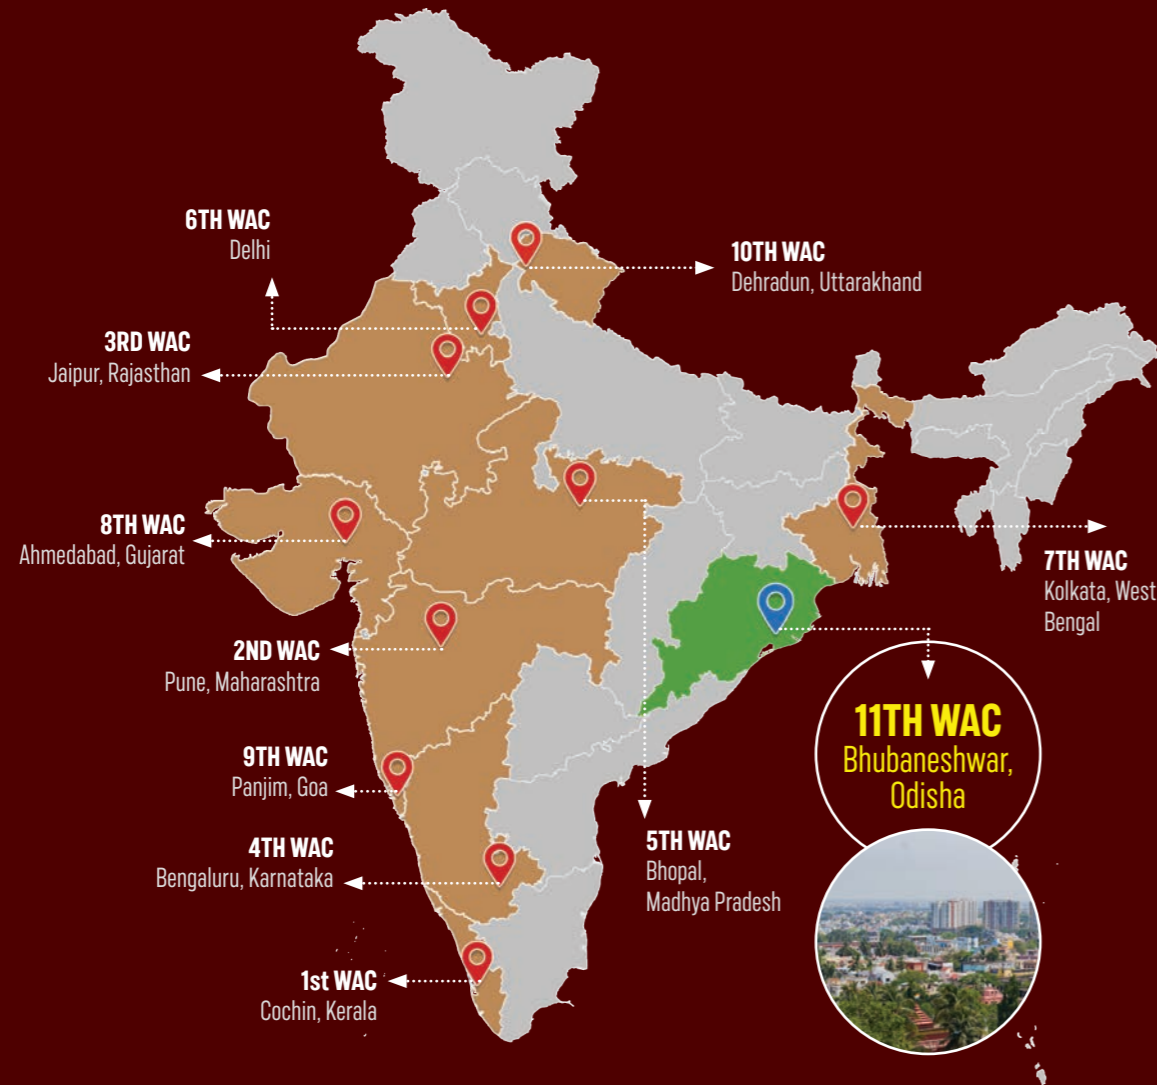 6TH WAC
Delhi
10TH WAC
Dehradun, Uttarakhand
3RD WAC
Jaipur, Rajasthan
8TH WAC
Ahmedabad, Gujarat
7TH WAC
Kolkata, West
Bengal
2ND WAC
Pune, Maharashtra
11TH WAC
Bhubaneshwar,
Odisha
9TH WAC
Panjim, Goa
5TH WAC
Bhopal,
Madhya Pradesh
4TH WAC
Bengaluru, Karnataka
1st WAC
Cochin, Kerala